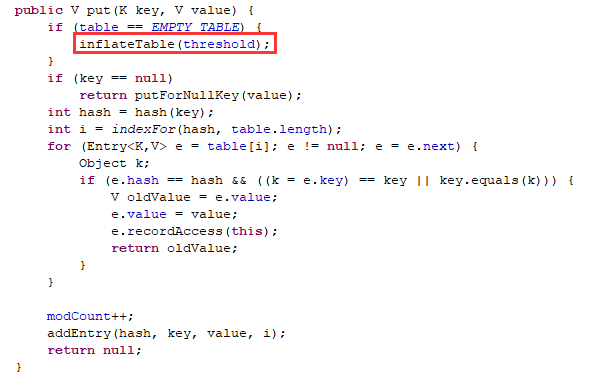 public V put(K key, V value) {
    if (table == EMPTY_TABLE) {
        inflateTable(threshold);
    }
    if (key == null)
        return putForNullKey(value);
    int hash = hash(key);
    int i = indexFor(hash, table.length);
    for (Entry<K,V> e = table[i]; e != null; e = e.next) {
        Object k;
        if (e.hash == hash && ((k = e.key) == key || key.equals(k))) {
            V oldValue = e.value;
            e.value = value;
            e.recordAccess(this);
            return oldValue;
        }
    }

    modCount++;
    addEntry(hash, key, value, i);
    return null;
}